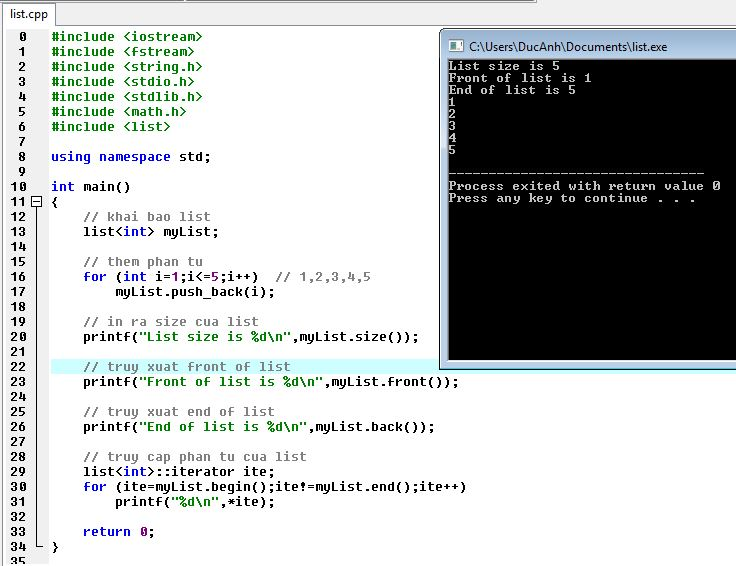 list.cpp
0 #include <iostream>
1 #include <fstream>
2 #include <string.h>
3 #include <stdio.h>
4 #include <stdlib.h>
5 #include <math.h>
6 #include <list>
7
8 using namespace std;
9
10 int main()
11 {
12 // khai bao list
13 list<int> myList;
14
15 // them phan tu
16 for (int i=1;i<=5;i++)  // 1,2,3,4,5
17 myList.push_back(i);
18
19 // in ra size cua list
20 printf("List size is %d\n",myList.size());
21
22 // truy xuat front of list
23 printf("Front of list is %d\n",myList.front());
24
25 // truy xuat end of list
26 printf("End of list is %d\n",myList.back());
27
28 // truy cap phan tu cua list
29 list<int>::iterator ite;
30 for (ite=myList.begin();ite!=myList.end();ite++)
31 printf("%d\n",*ite);
32
33 return 0;
34 }
35
C:\Users\DucAnh\Documents\list.exe
List size is 5
Front of list is 1
End of list is 5
1
2
3
4
5
--------------------------------
Process exited with return value 0
Press any key to continue . . .